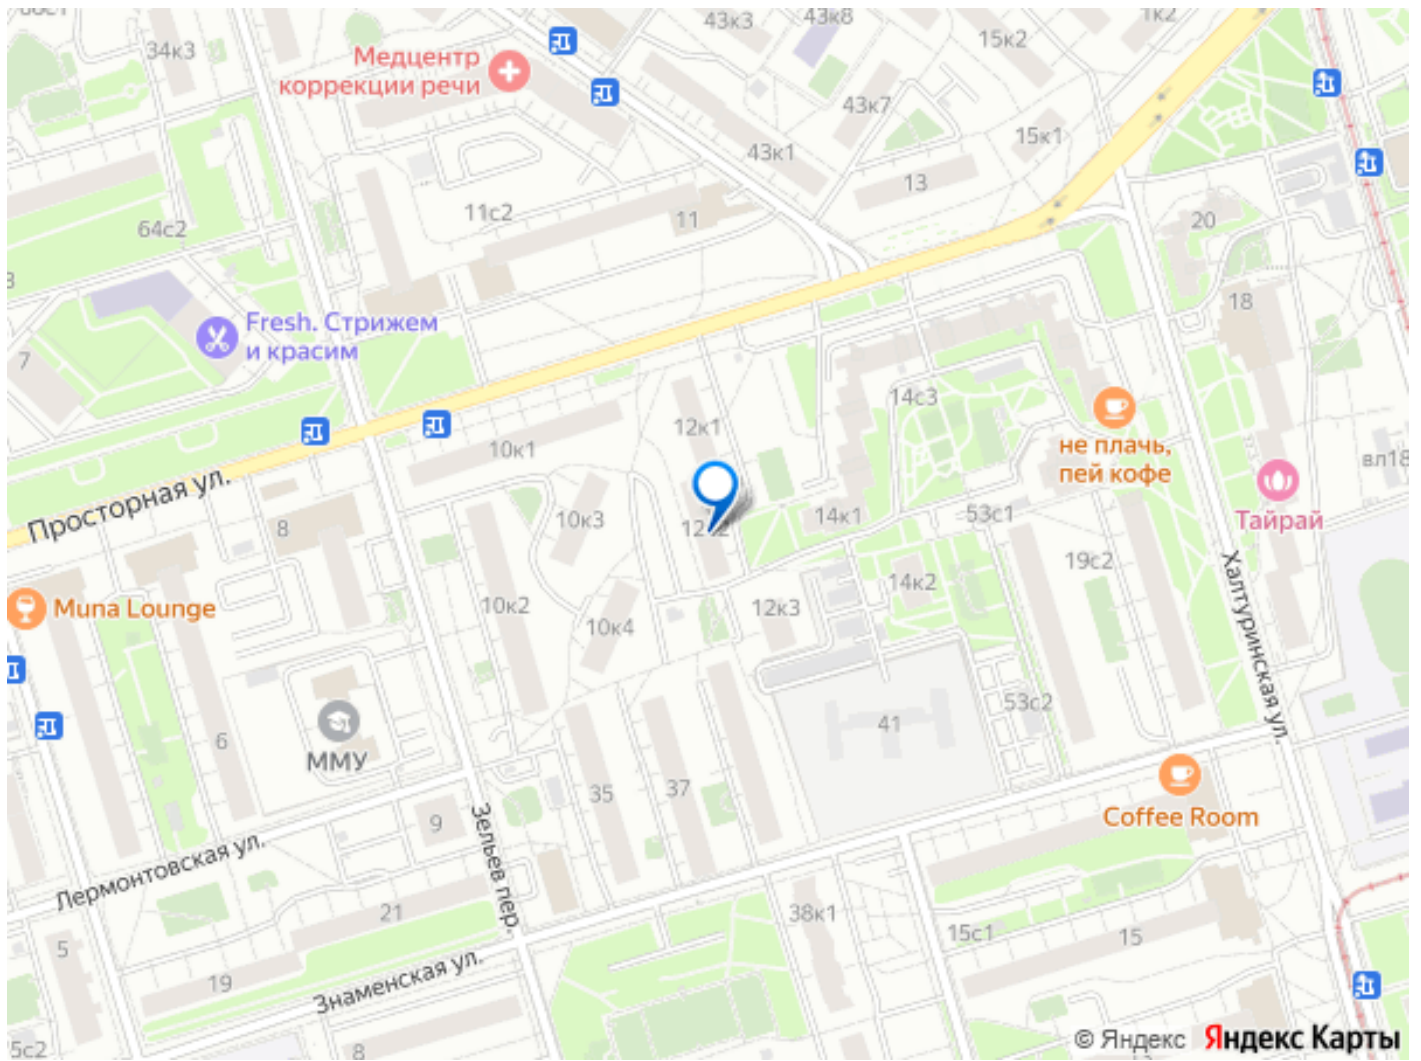 43к3
43к8
1к2
34к3
Медцентр
коррекции речи
15к2
43к7
15к1
43к1
13
11с2
11
20
64с2
18
Fresh. Стрижем
и красим
7
14с3
12к1
не плачь,
пей кофе
10к1
вл18
Просторная ул.
10к3
14к1
53с1
Тайрай
8
19с2
Халтуринская ул.
14к2
Muna Lounge
10к2
12к3
10к4
53с2
41
6
ММУ
37
35
Coffee Room
9
Зельев пер.
Лермонтовская ул.
21
38к1
15с1
15
5
19
Знаменская ул.
5с2
8
© Яндекс Яндекс Карты